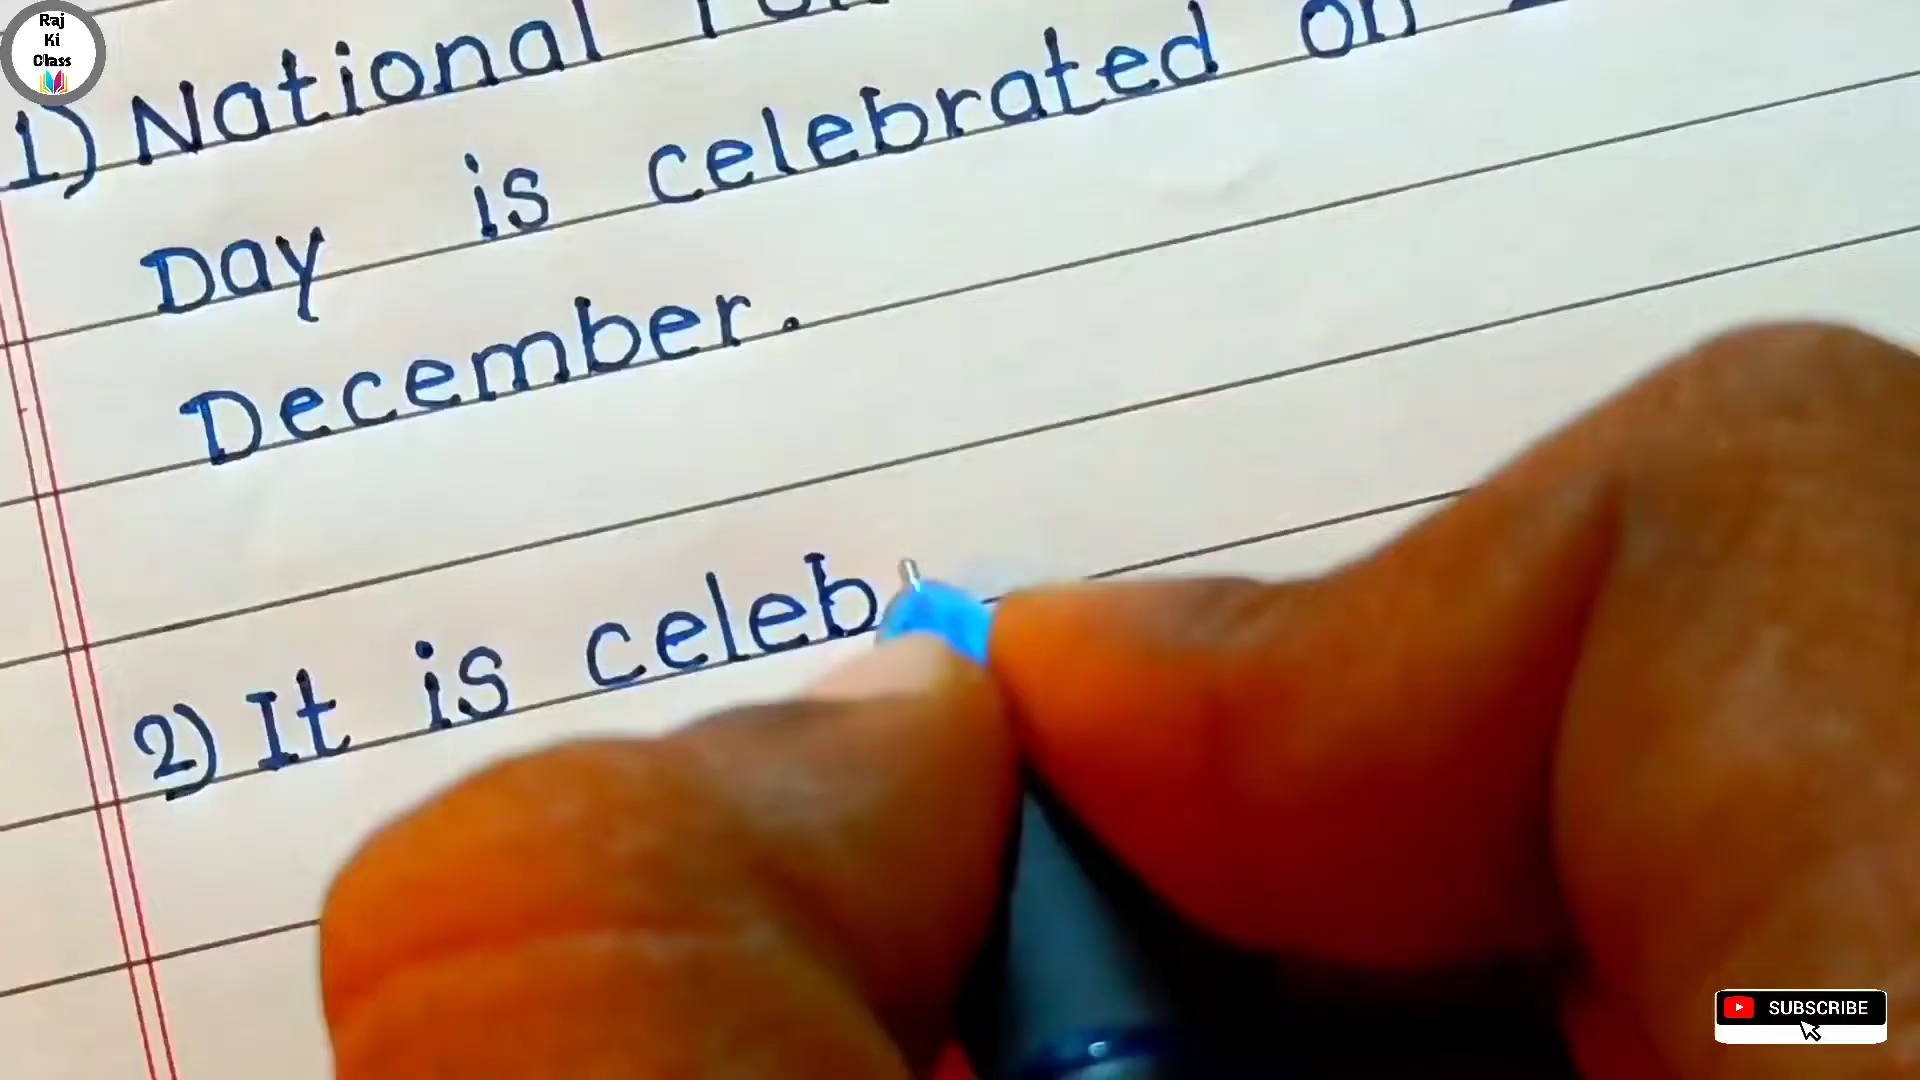 Raj
Ki
Class
1) National
Day is celebrated on
December.
2) It is celeb
SUBSCRIBE